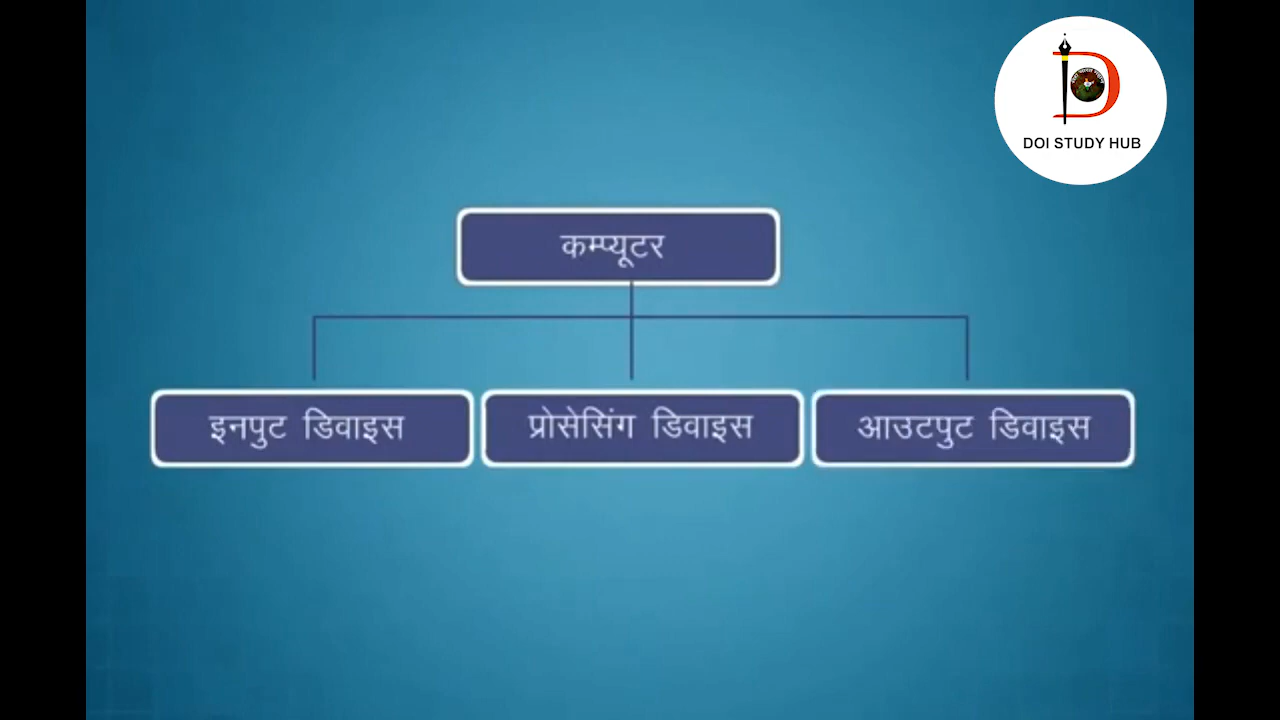 DOI STUDY HUB
कम्प्यूटर
इनपुट डिवाइस
प्रोसेसिंग डिवाइस
आउटपुट डिवाइस